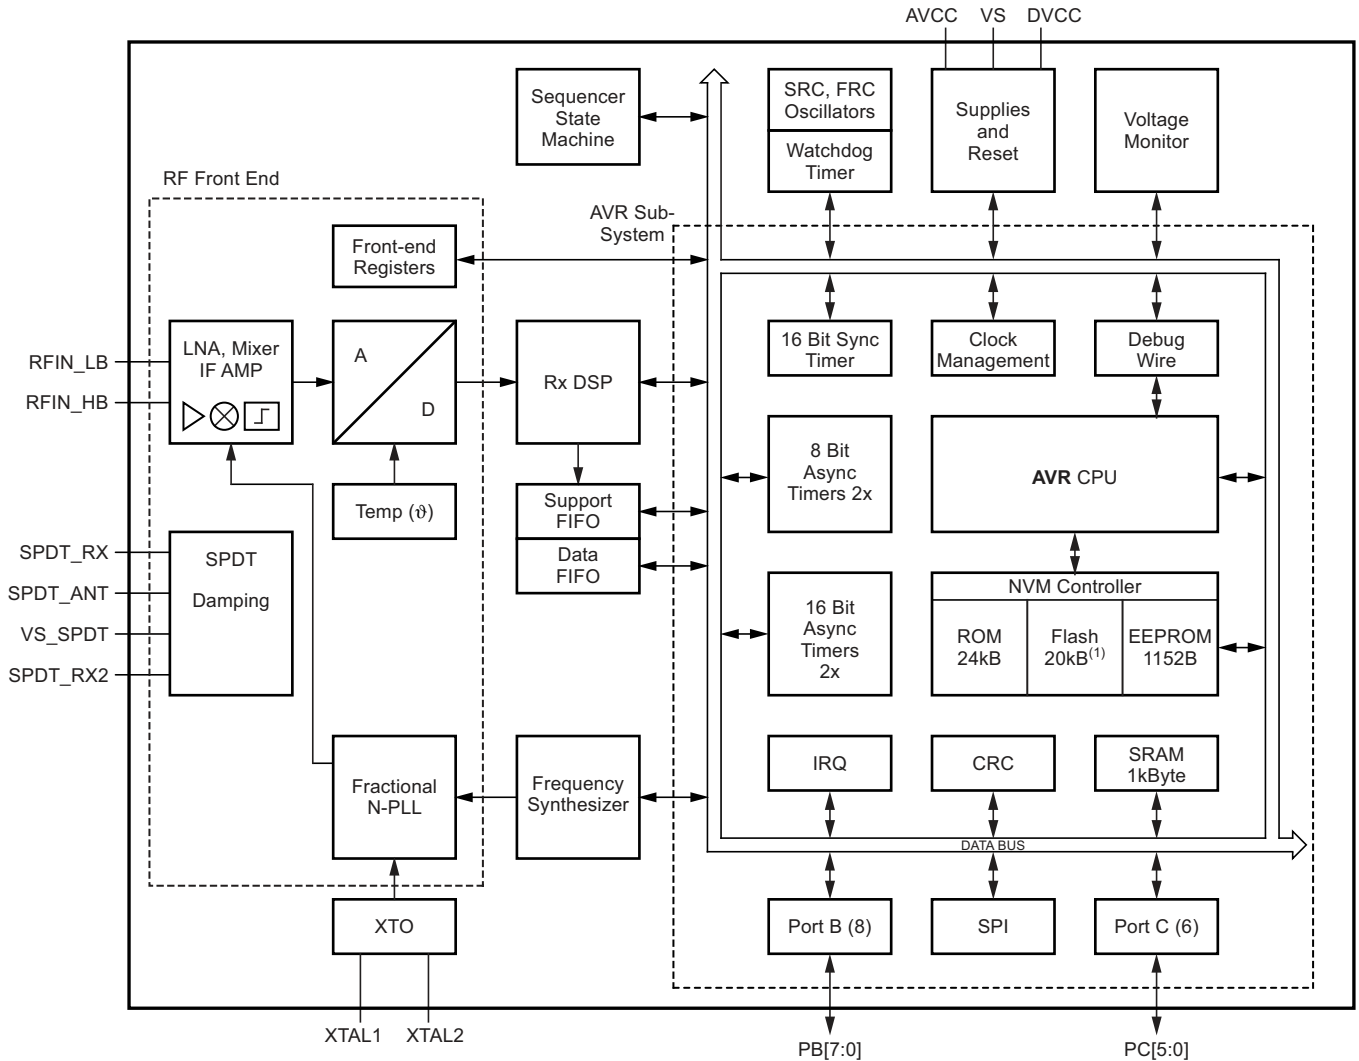 AVCC VS DVCC
Sequencer
State
Machine
SRC, FRC
Oscillators
Watchdog
Timer
Supplies
and
Reset
Voltage
Monitor
RF Front End
AVR Sub-
System
Front-end
Registers
RFIN_LB
RFIN_HB
LNA, Mixer
IF AMP
A
D
Rx DSP
16 Bit Sync
Timer
Clock
Management
Debug
Wire
Temp (ϑ)
Support
FIFO
Data
FIFO
8 Bit
Async
Timers 2x
AVR CPU
SPDT_RX
SPDT_ANT
VS_SPDT
SPDT_RX2
SPDT
Damping
16 Bit
Async
Timers
2x
NVM Controller
ROM
24kB
Flash
20kB(1)
EEPROM
1152B
Fractional
N-PLL
Frequency
Synthesizer
IRQ
CRC
SRAM
1kByte
DATA BUS
XTO
Port B (8)
SPI
Port C (6)
XTAL1 XTAL2
PB[7:0]
PC[5:0]